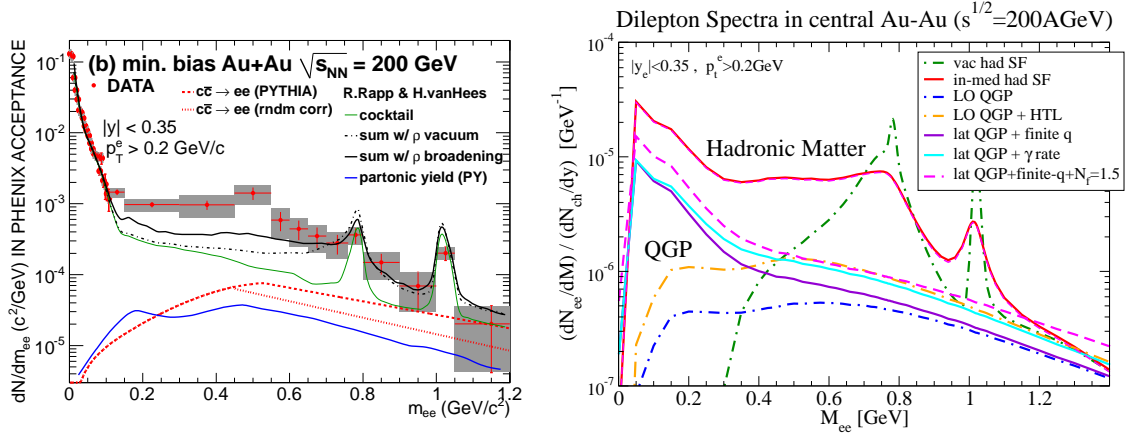 (b) min. bias Au+Au √s_NN = 200 GeV
DATA
|y| < 0.35
p_T^e > 0.2 GeV/c
cc̄ → ee (PYTHIA)
cc̄ → ee (rndm corr)
R.Rapp & H.vanHees
cocktail
sum w/ ρ vacuum
sum w/ ρ broadening
partonic yield (PY)
dN/dm_ee (c²/GeV) IN PHENIX ACCEPTANCE
10⁻¹
10⁻²
10⁻³
10⁻⁴
10⁻⁵
0 0.2 0.4 0.6 0.8 1.0 1.2
m_ee (GeV/c²)
Dilepton Spectra in central Au-Au (s^1/2=200AGeV)
|y_e|<0.35 , p_t^e>0.2GeV
vac had SF
in-med had SF
LO QGP
LO QGP + HTL
lat QGP + finite q
lat QGP + γ rate
lat QGP+finite-q+N_f=1.5
Hadronic Matter
QGP
(dN_ee/dM) / (dN_ch/dy) [GeV⁻¹]
10⁻⁴
10⁻⁵
10⁻⁶
10⁻⁷
0 0.2 0.4 0.6 0.8 1 1.2
M_ee [GeV]